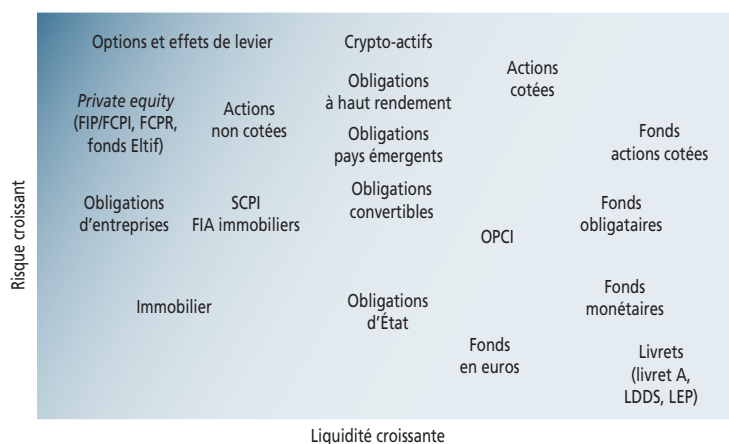 Options et effets de levier
Crypto-actifs
Actions
cotées
Obligations
à haut rendement
Private equity
(FIP/FCPI, FCPR,
fonds Eltif)
Actions
non cotées
Obligations
pays émergents
Fonds
actions cotées
Obligations
d'entreprises
SCPI
FIA immobiliers
Obligations
convertibles
OPCI
Fonds
obligataires
Immobilier
Obligations
d'État
Fonds
monétaires
Fonds
en euros
Livrets
(livret A,
LDDS, LEP)
Risque croissant
Liquidité croissante